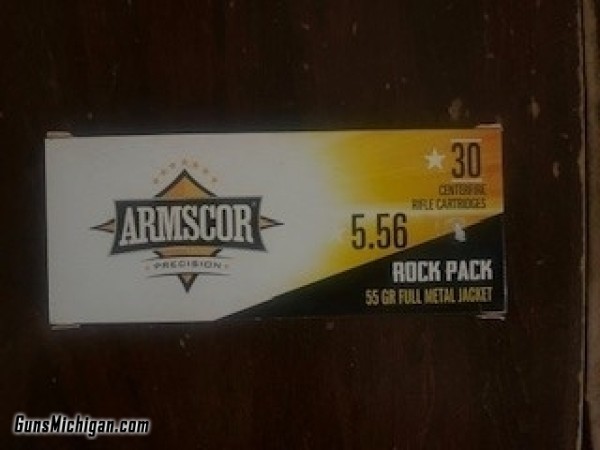 30
CENTERFIRE
RIFLE CARTRIDGES
ARMSCOR
PRECISION
5.56
ROCK PACK
55 GR FULL METAL JACKET
GunsMichigan.com